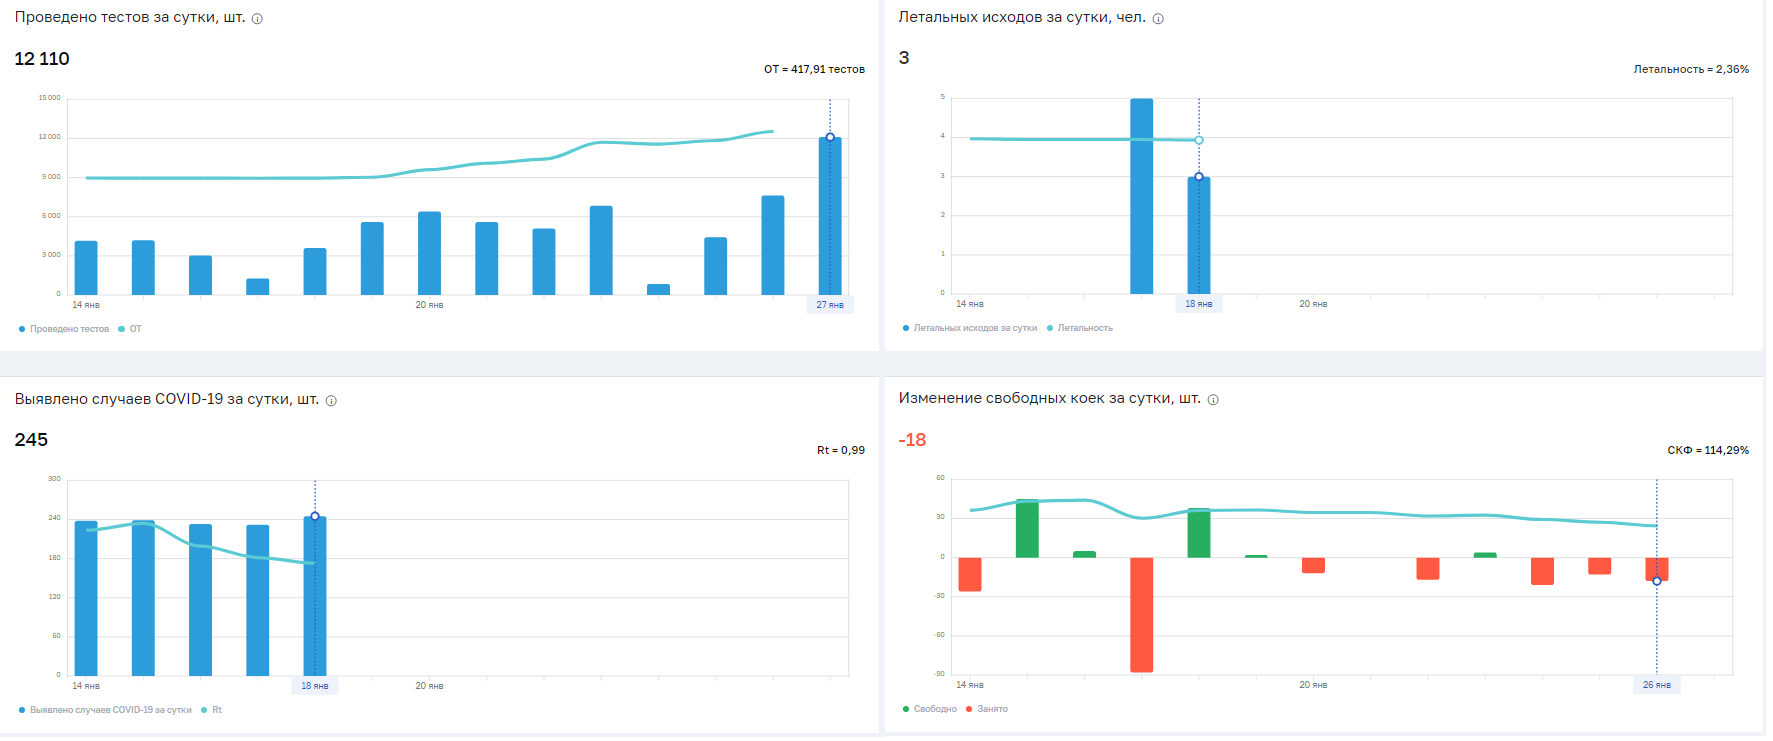 Проведено тестов за сутки, шт.
12 110
ОТ = 417,91 тестов
15 000
12 000
9 000
6 000
3 000
0
14 янв
20 янв
27 янв
Проведено тестов ОТ
Летальных исходов за сутки, чел.
3
Летальность = 2,36%
5
4
3
2
1
0
14 янв
18 янв
20 янв
Летальных исходов за сутки Летальность
Выявлено случаев COVID-19 за сутки, шт.
245
Rt = 0,99
300
240
180
120
60
0
14 янв
18 янв
20 янв
Выявлено случаев COVID-19 за сутки Rt
Изменение свободных коек за сутки, шт.
-18
СКФ = 114,29%
60
30
0
-30
-60
-90
14 янв
20 янв
26 янв
Свободно Занято